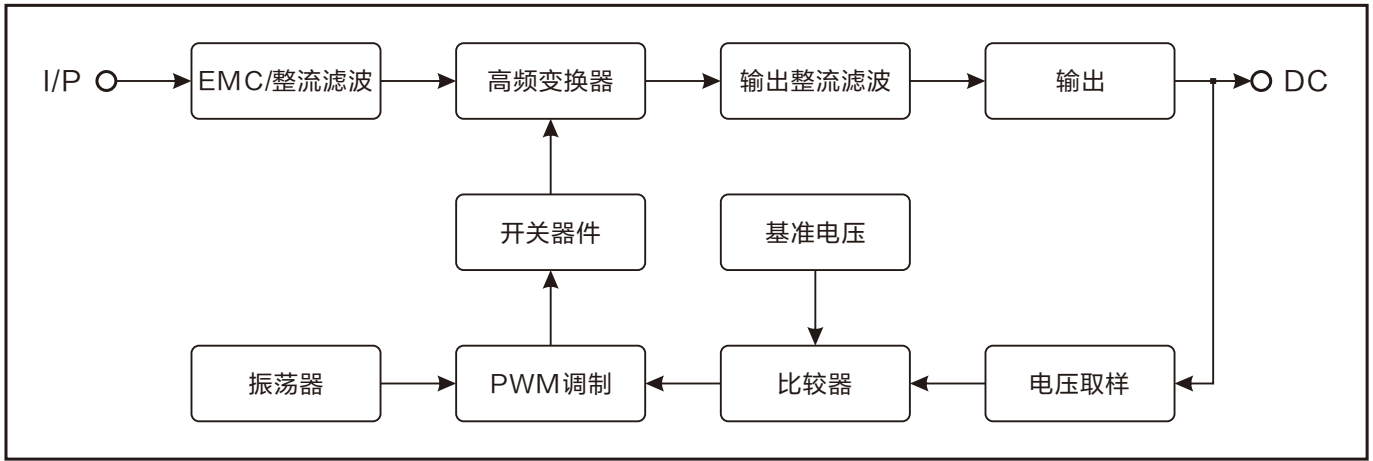 I/P
EMC/整流滤波
高频变换器
输出整流滤波
输出
DC
开关器件
基准电压
振荡器
PWM调制
比较器
电压取样